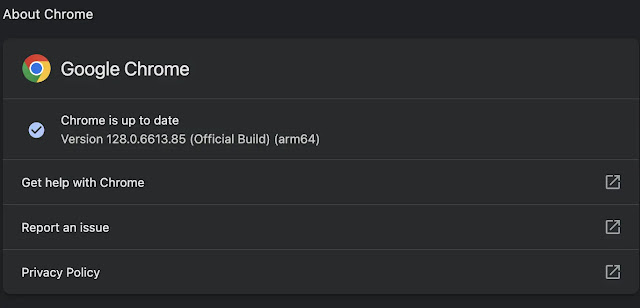 About Chrome
Google Chrome
Chrome is up to date
Version 128.0.6613.85 (Official Build) (arm64)
Get help with Chrome
Report an issue
Privacy Policy